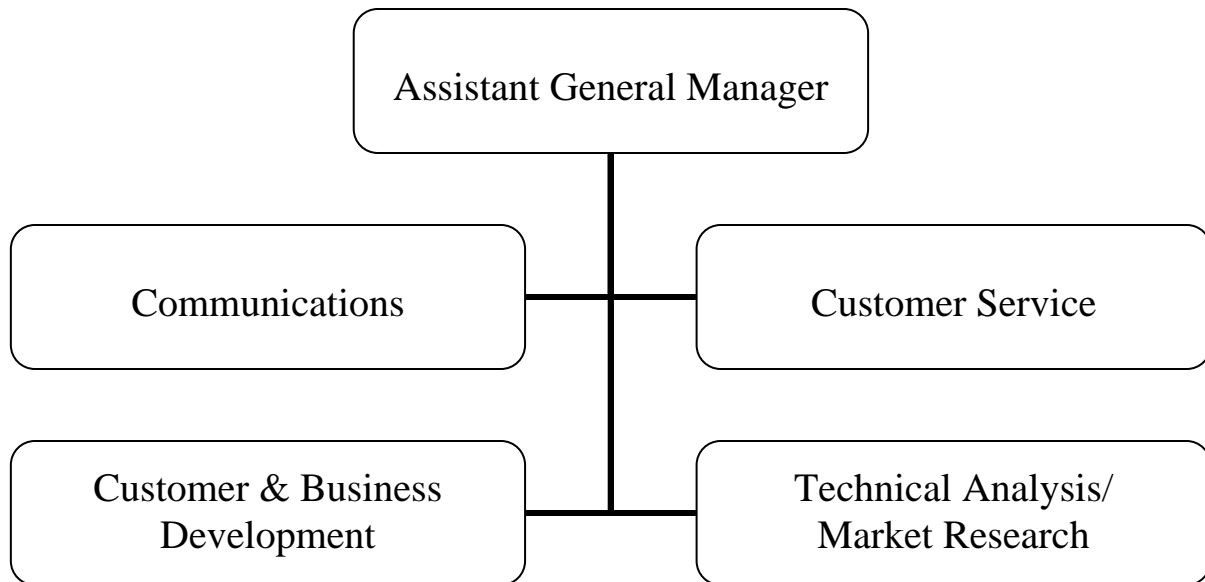 Assistant General Manager
Communications
Customer Service
Customer & Business
Development
Technical Analysis/
Market Research